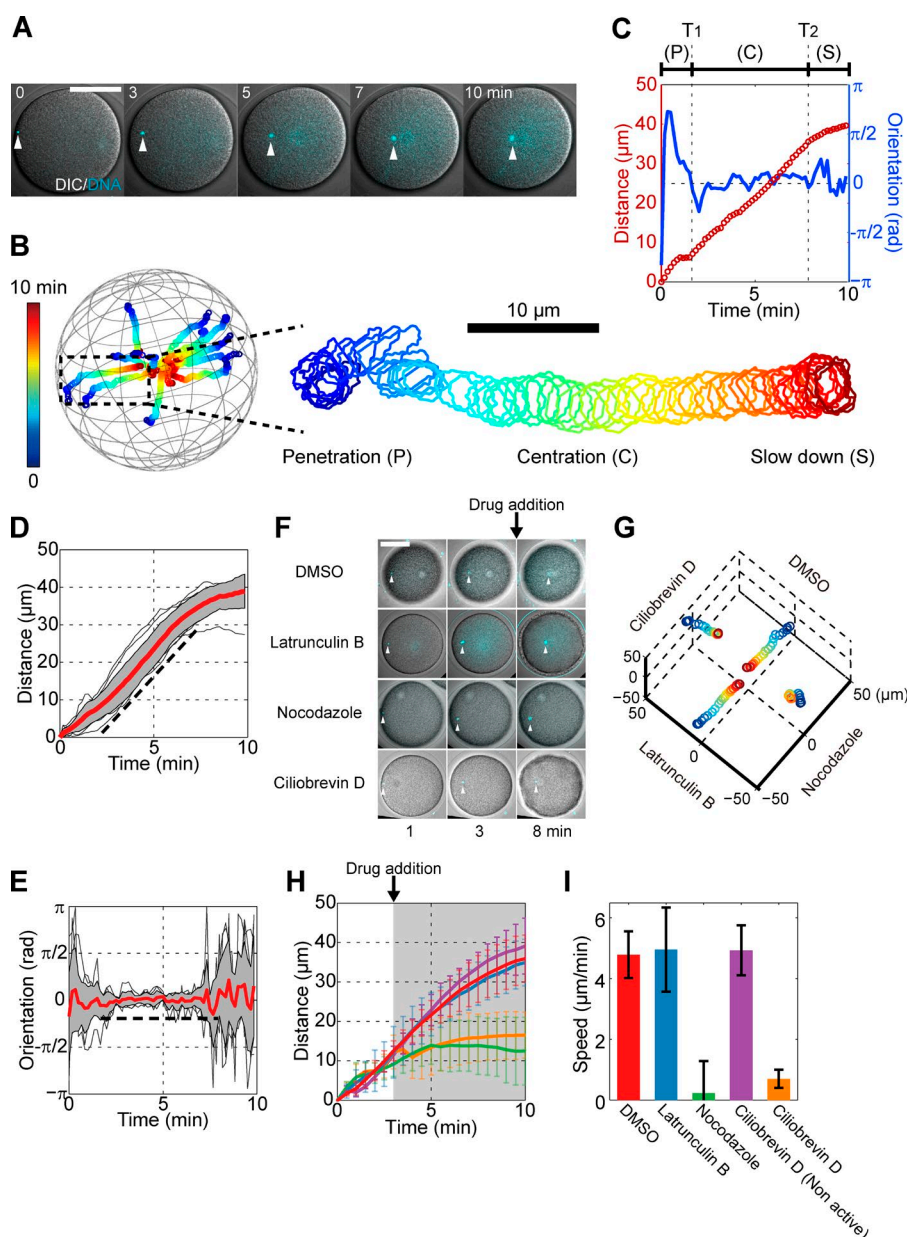 A
0
3
5
7
10 min
DIC/DNA
B
10 min
0
10 µm
Penetration (P)
Centration (C)
Slow down (S)
C
T1
T2
(P)
(C)
(S)
50
40
30
20
10
0
Distance (µm)
π
π/2
0
-π/2
-π
Orientation (rad)
0
5
10
Time (min)
D
50
40
30
20
10
0
Distance (µm)
0
5
10
Time (min)
E
π
π/2
0
-π/2
-π
Orientation (rad)
0
5
10
Time (min)
F
Drug addition
DMSO
Latrunculin B
Nocodazole
Ciliobrevin D
1
3
8 min
G
Ciliobrevin D
DMSO
50
0
-50
50
50 (µm)
0
0
-50
-50
Latrunculin B
Nocodazole
H
Drug addition
50
40
30
20
10
0
Distance (µm)
0
5
10
Time (min)
I
6
4
2
0
Speed (µm/min)
DMSO
Latrunculin B
Nocodazole
Ciliobrevin D (Non active)
Ciliobrevin D